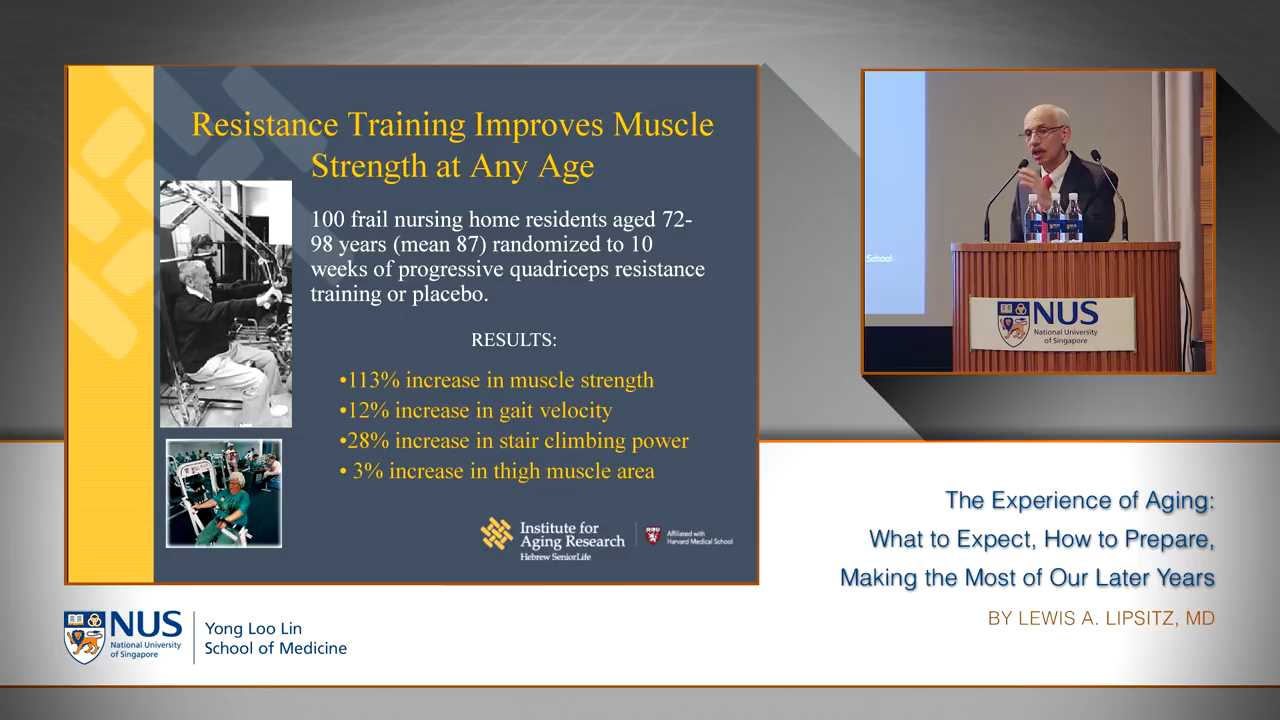 Resistance Training Improves Muscle
Strength at Any Age
100 frail nursing home residents aged 72-
98 years (mean 87) randomized to 10
weeks of progressive quadriceps resistance
training or placebo.
RESULTS:
•113% increase in muscle strength
•12% increase in gait velocity
•28% increase in stair climbing power
• 3% increase in thigh muscle area
Institute for
Aging Research
Hebrew SeniorLife
Affiliated with
Harvard Medical School
School
NUS
National University
of Singapore
The Experience of Aging:
What to Expect, How to Prepare,
Making the Most of Our Later Years
BY LEWIS A. LIPSITZ, MD
NUS
National University
of Singapore
Yong Loo Lin
School of Medicine